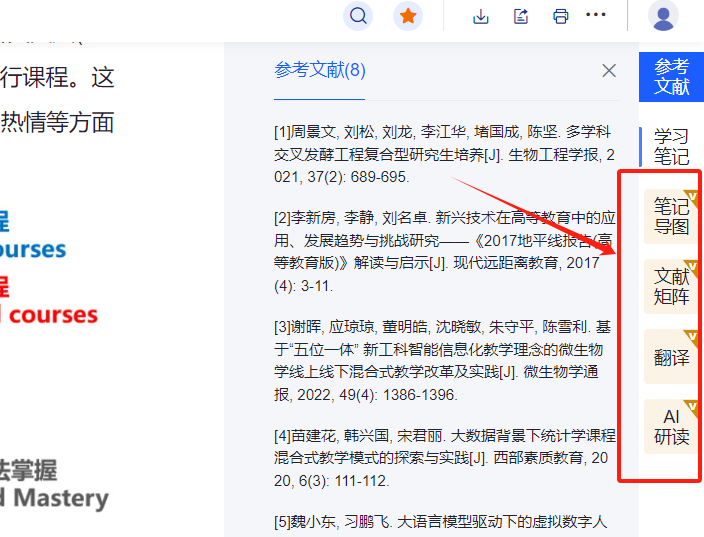 行课程。这
热情等方面
程
ourses
程
d courses
法掌握
d Mastery
参考文献(8)
[1]周景文, 刘松, 刘龙, 李江华, 堵国成, 陈坚. 多学科
交叉发酵工程复合型研究生培养[J]. 生物工程学报, 2
021, 37(2): 689-695.
[2]李新房, 李静, 刘名卓. 新兴技术在高等教育中的应
用、发展趋势与挑战研究——《2017地平线报告(高
等教育版)》解读与启示[J]. 现代远距离教育, 2017
(4): 3-11.
[3]谢晖, 应琼琼, 董明皓, 沈晓敏, 朱守平, 陈雪利. 基
于“五位一体” 新工科智能信息化教学理念的微生物
学线上线下混合式教学改革及实践[J]. 微生物学通
报, 2022, 49(4): 1386-1396.
[4]苗建花, 韩兴国, 宋君丽. 大数据背景下统计学课程
混合式教学模式的探索与实践[J]. 西部素质教育, 20
20, 6(3): 111-112.
[5]魏小东, 习鹏飞. 大语言模型驱动下的虚拟数字人
参考
文献
学习
笔记
笔记
导图
文献
矩阵
翻译
AI
研读